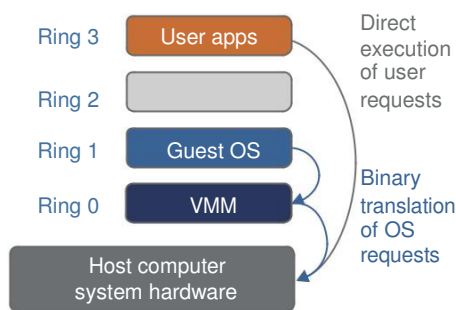 Ring 3
User apps
Direct
execution
of user
requests
Ring 2
Ring 1
Guest OS
Ring 0
VMM
Binary
translation
of OS
requests
Host computer
system hardware